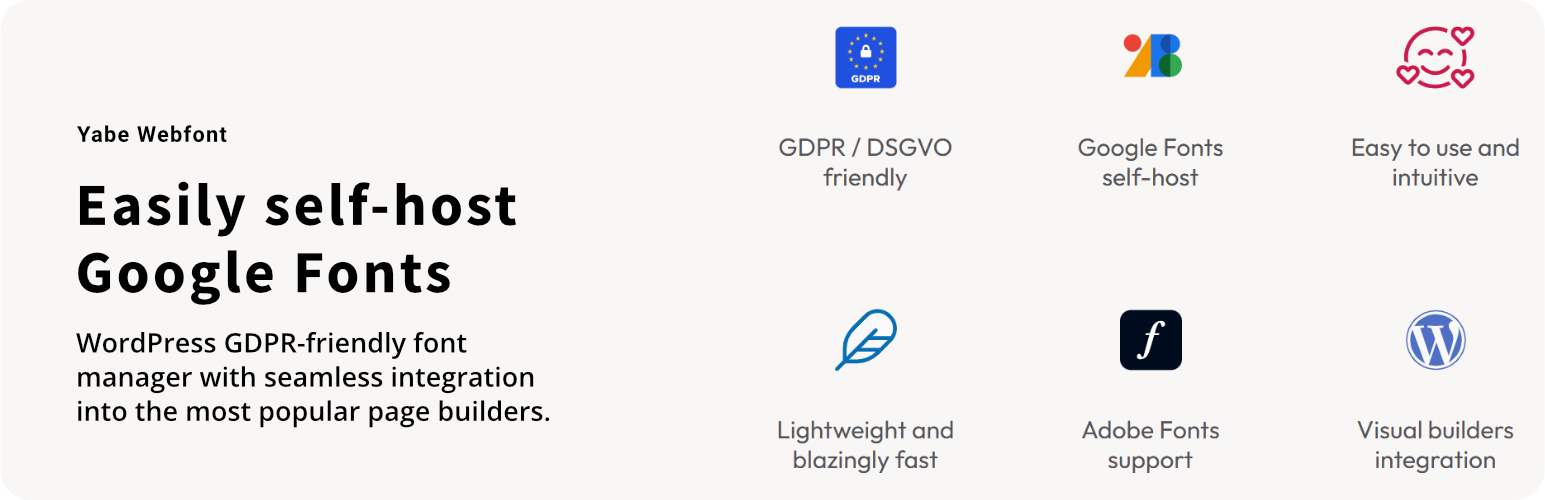 Yabe Webfont
Easily self-host
Google Fonts
WordPress GDPR-friendly font
manager with seamless integration
into the most popular page builders.
GDPR
GDPR / DSGVO
friendly
Google Fonts
self-host
Easy to use and
intuitive
Lightweight and
blazingly fast
f
Adobe Fonts
support
W
Visual builders
integration